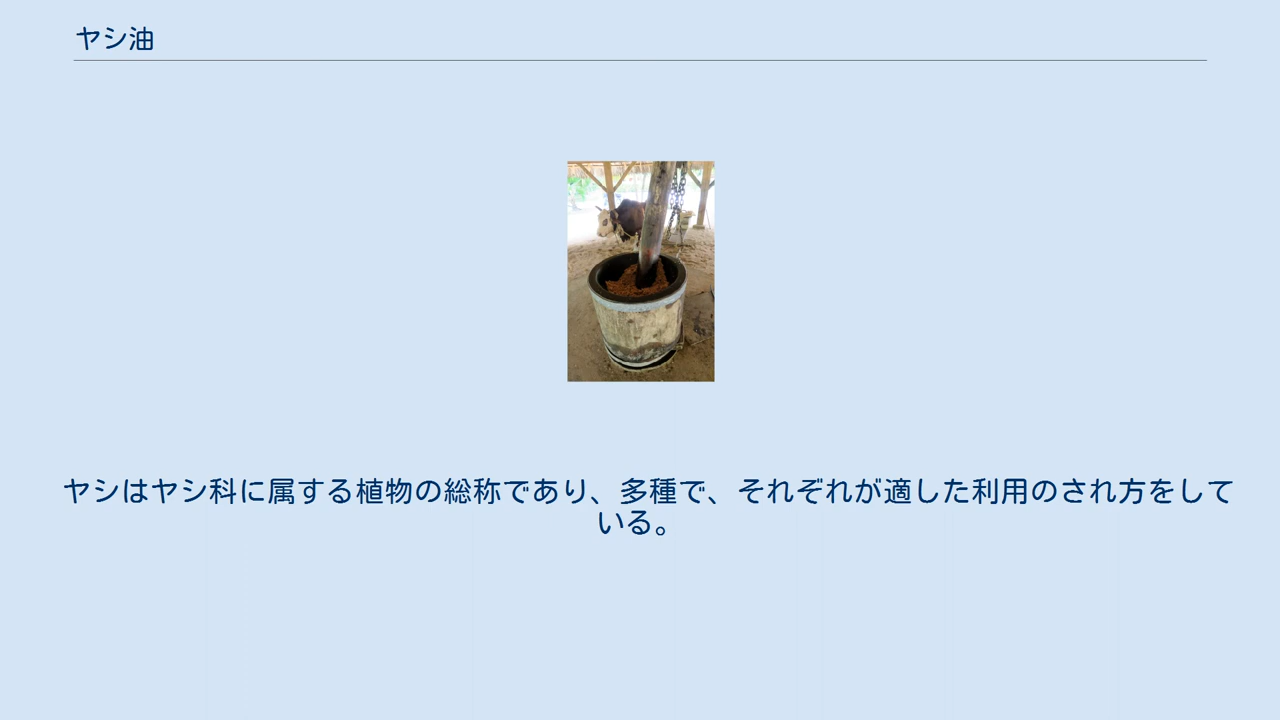 ヤシ油
ヤシはヤシ科に属する植物の総称であり、多種で、それぞれが適した利用のされ方をして
いる。